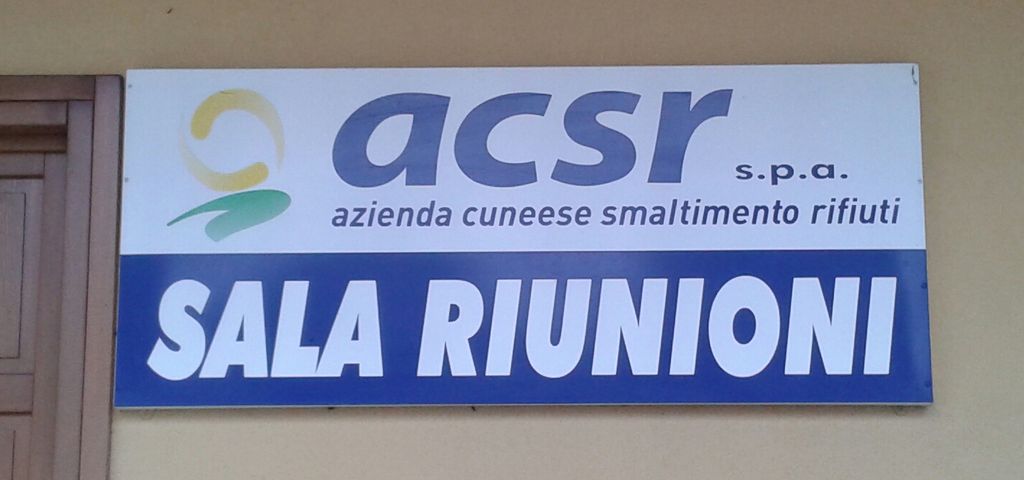 acsr s.p.a.
azienda cuneese smaltimento rifiuti
SALA RIUNIONI